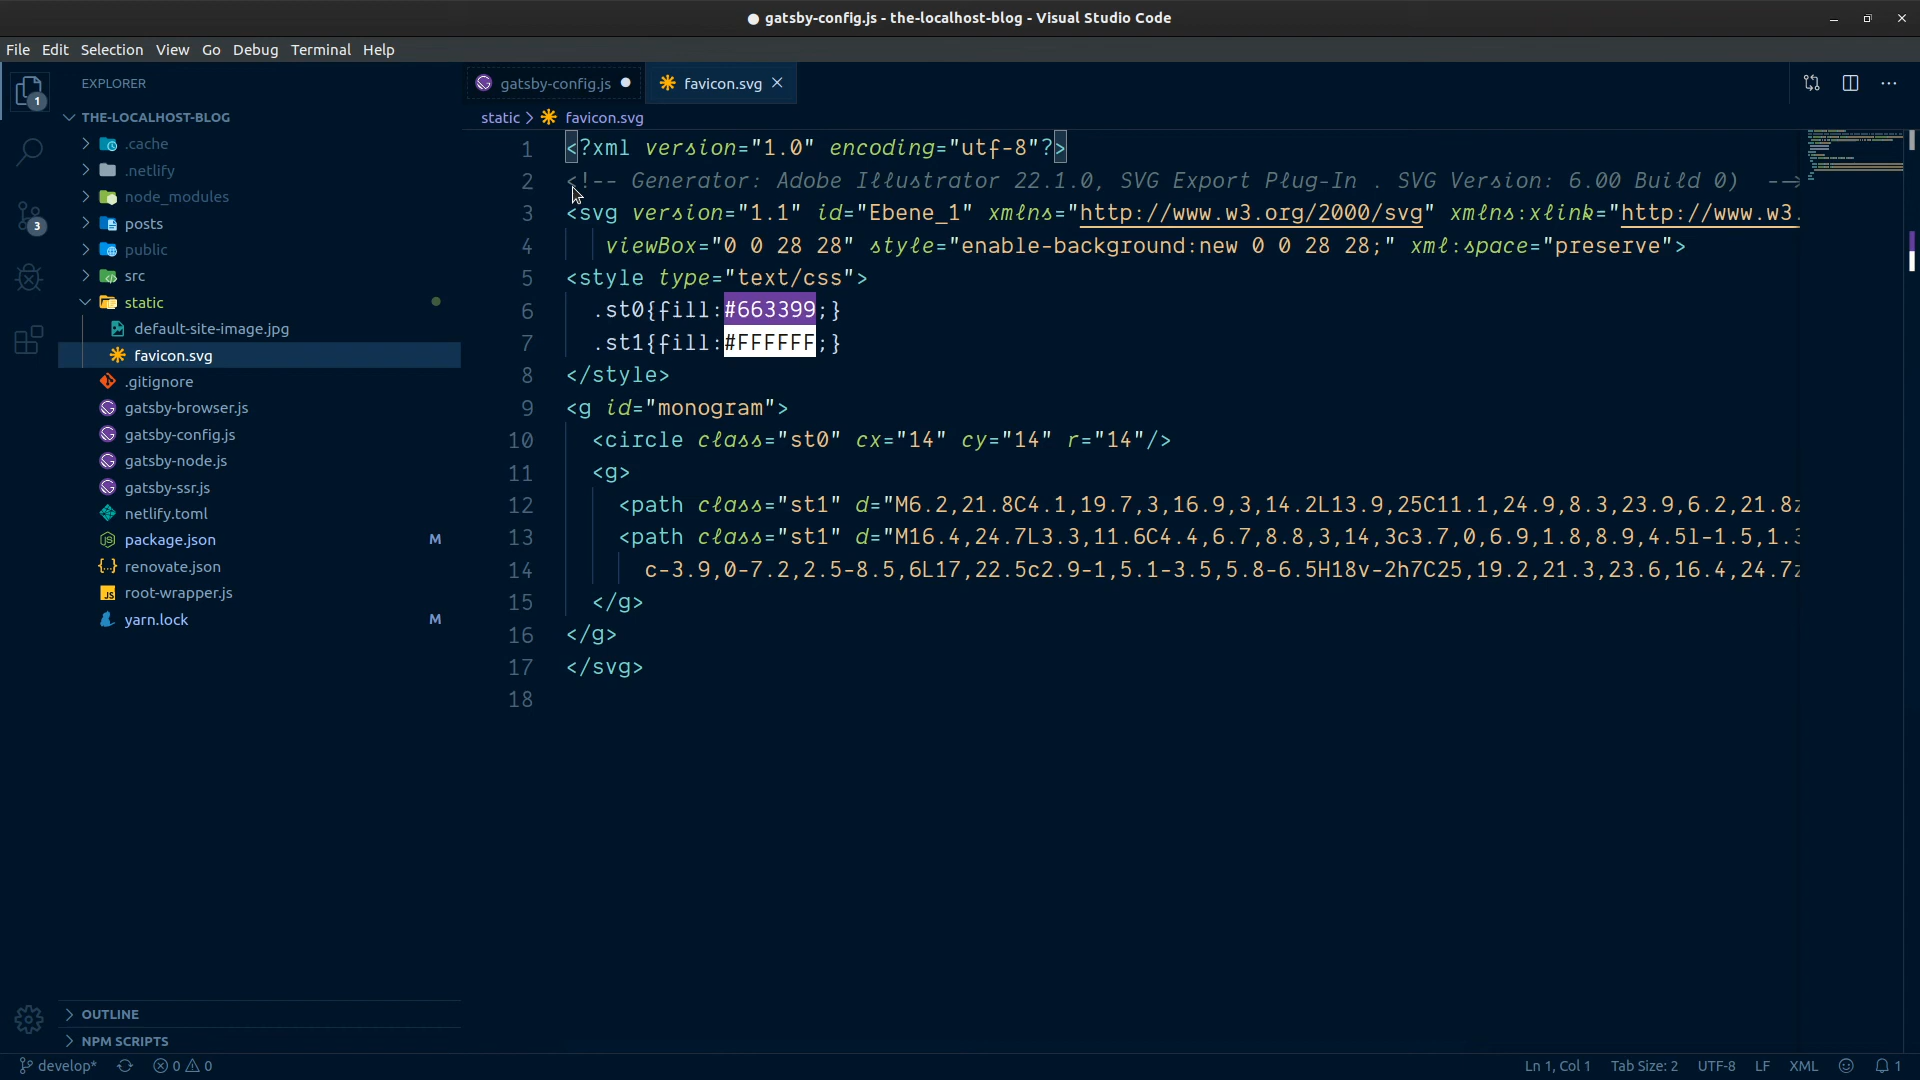 ● gatsby-config.js - the-localhost-blog - Visual Studio Code
File Edit Selection View Go Debug Terminal Help
EXPLORER
THE-LOCALHOST-BLOG
.cache
.netlify
node_modules
posts
public
src
static
default-site-image.jpg
favicon.svg
.gitignore
gatsby-browser.js
gatsby-config.js
gatsby-node.js
gatsby-ssr.js
netlify.toml
package.json M
renovate.json
root-wrapper.js
yarn.lock M
OUTLINE
NPM SCRIPTS
1
3
gatsby-config.js ● favicon.svg
static > favicon.svg
1 <?xml version="1.0" encoding="utf-8"?>
2 <!-- Generator: Adobe Illustrator 22.1.0, SVG Export Plug-In . SVG Version: 6.00 Build 0) -->
3 <svg version="1.1" id="Ebene_1" xmlns="http://www.w3.org/2000/svg" xmlns:xlink="http://www.w3.
4 viewBox="0 0 28 28" style="enable-background:new 0 0 28 28;" xml:space="preserve">
5 <style type="text/css">
6 .st0{fill:#663399;}
7 .st1{fill:#FFFFFF;}
8 </style>
9 <g id="monogram">
10 <circle class="st0" cx="14" cy="14" r="14"/>
11 <g>
12 <path class="st1" d="M6.2,21.8C4.1,19.7,3,16.9,3,14.2L13.9,25C11.1,24.9,8.3,23.9,6.2,21.8z
13 <path class="st1" d="M16.4,24.7L3.3,11.6C4.4,6.7,8.8,3,14,3c3.7,0,6.9,1.8,8.9,4.5l-1.5,1.3
14 c-3.9,0-7.2,2.5-8.5,6L17,22.5c2.9-1,5.1-3.5,5.8-6.5H18v-2h7C25,19.2,21.3,23.6,16.4,24.7z
15 </g>
16 </g>
17 </svg>
18
develop* 0 0 Ln 1, Col 1 Tab Size: 2 UTF-8 LF XML 1